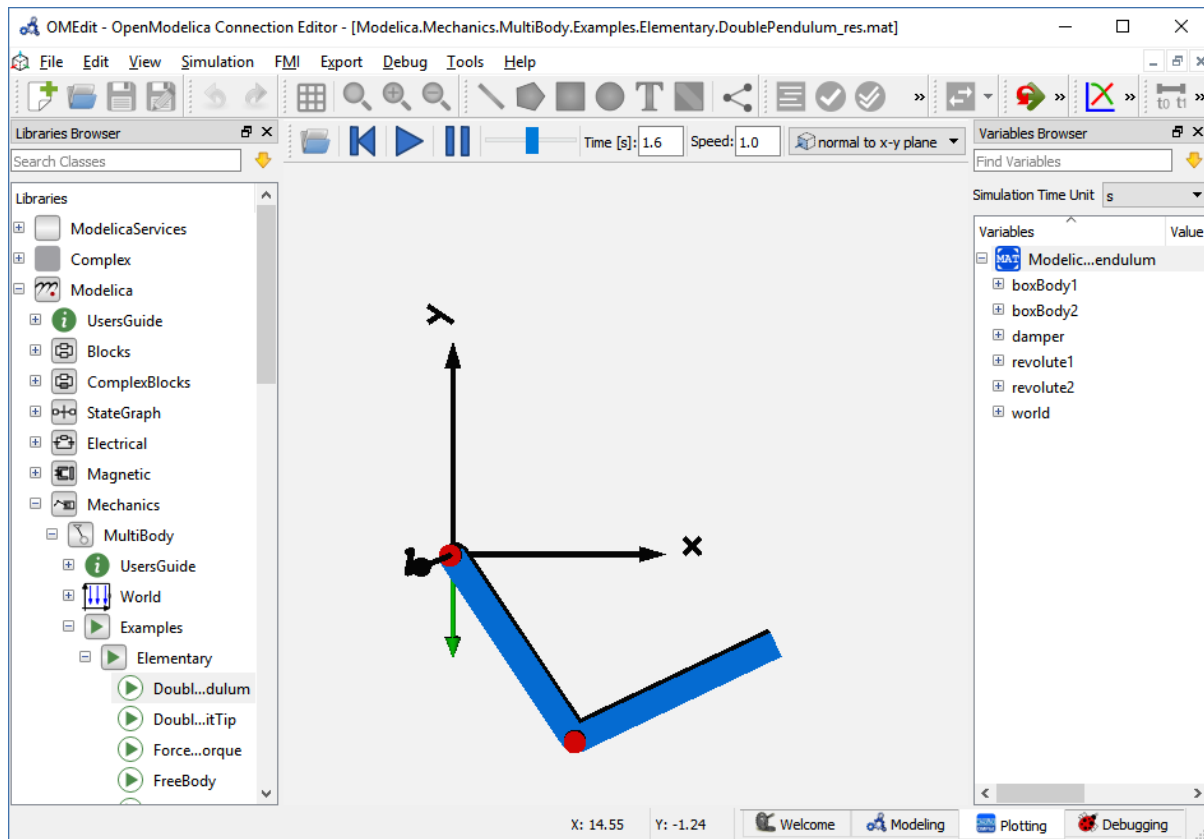 OMEdit - OpenModelica Connection Editor - [Modelica.Mechanics.MultiBody.Examples.Elementary.DoublePendulum_res.mat]
File Edit View Simulation FMI Export Debug Tools Help
T » » » t0 t1 »
Libraries Browser
Search Classes
Libraries
ModelicaServices
Complex
Modelica
UsersGuide
Blocks
ComplexBlocks
StateGraph
Electrical
Magnetic
Mechanics
MultiBody
UsersGuide
World
Examples
Elementary
Doubl...dulum
Doubl...itTip
Force...orque
FreeBody
Time [s]: 1.6 Speed: 1.0 normal to x-y plane
y
x
Variables Browser
Find Variables
Simulation Time Unit s
Variables Value
MAT Modelic...endulum
boxBody1
boxBody2
damper
revolute1
revolute2
world
X: 14.55 Y: -1.24 Welcome Modeling Plotting Debugging